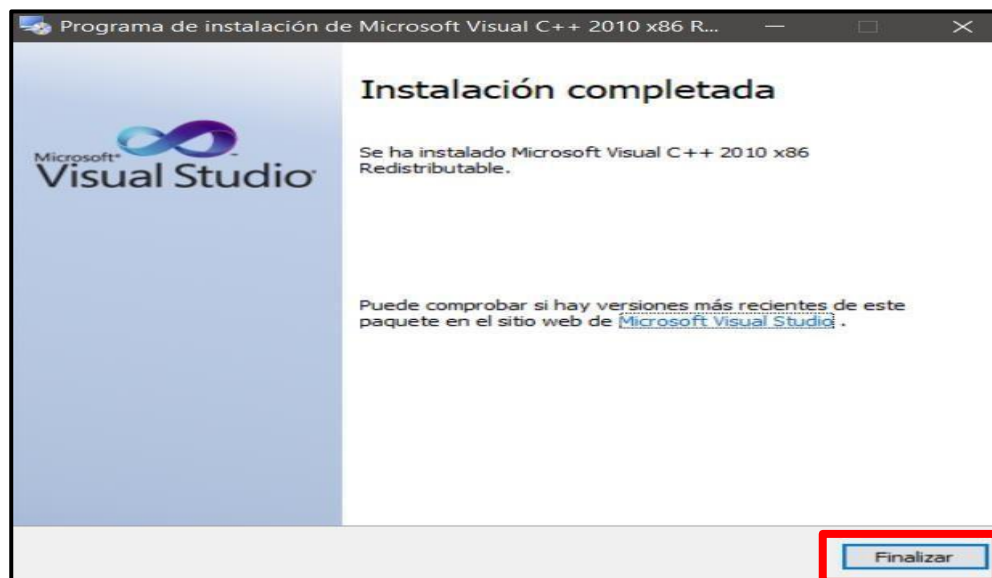 Programa de instalación de Microsoft Visual C++ 2010 x86 R...
Microsoft
Visual Studio
Instalación completada
Se ha instalado Microsoft Visual C++ 2010 x86
Redistributable.
Puede comprobar si hay versiones más recientes de este
paquete en el sitio web de Microsoft Visual Studio .
Finalizar